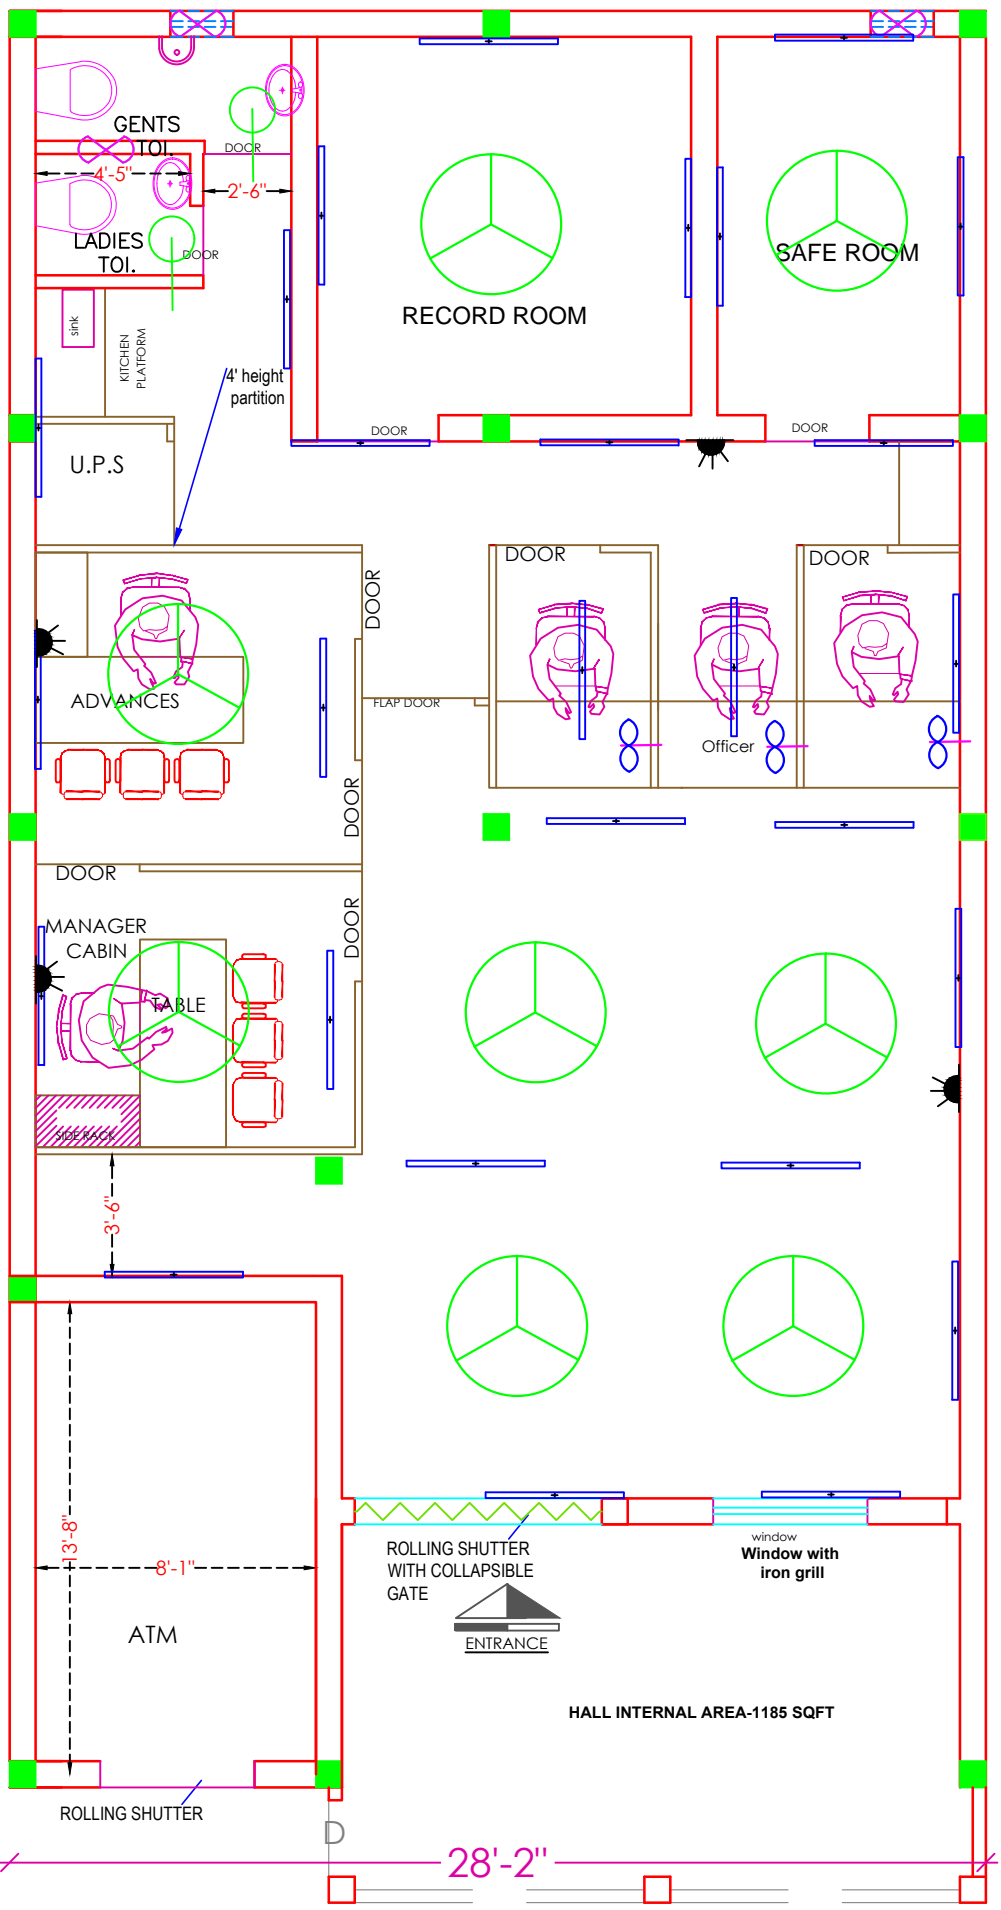 GENTS
TOI.
DOOR
4'-5"
2'-6"
LADIES
TOI.
DOOR
SAFE ROOM
RECORD ROOM
sink
KITCHEN
PLATFORM
4' height
partition
DOOR
DOOR
U.P.S
DOOR
DOOR
DOOR
ADVANCES
FLAP DOOR
Officer
DOOR
DOOR
DOOR
MANAGER
CABIN
TABLE
SIDE RACK
3'-6"
13'-8"
8'-1"
ROLLING SHUTTER
WITH COLLAPSIBLE
GATE
window
Window with
iron grill
ATM
ENTRANCE
HALL INTERNAL AREA-1185 SQFT
ROLLING SHUTTER
D
28'-2"